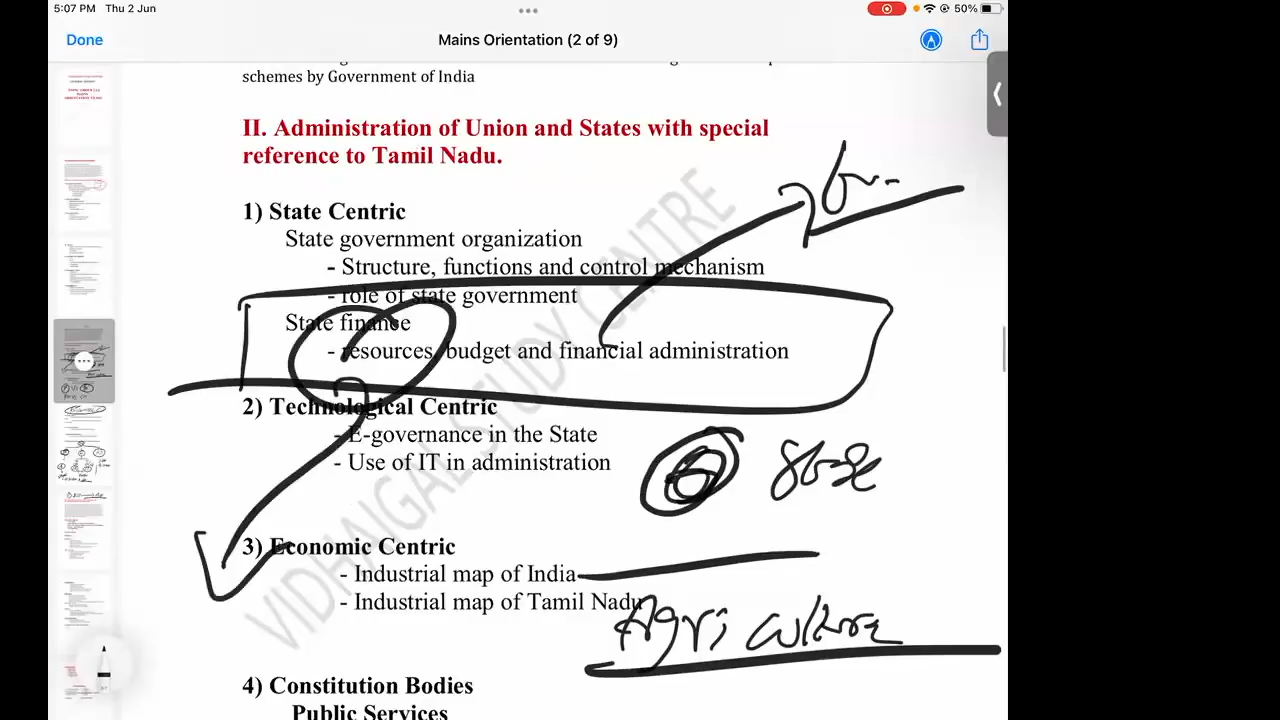 5:07 PM Thu 2 Jun
50%
Done
Mains Orientation (2 of 9)
schemes by Government of India
II. Administration of Union and States with special
reference to Tamil Nadu.
1) State Centric
State government organization
- Structure, functions and control mechanism
- role of state government
State finance
- resources, budget and financial administration
2) Technological Centric
- E-governance in the State
- Use of IT in administration
3) Economic Centric
- Industrial map of India
- Industrial map of Tamil Nadu
Agri culture
4) Constitution Bodies
Public Services
VIDHANGAL STUDY CENTRE